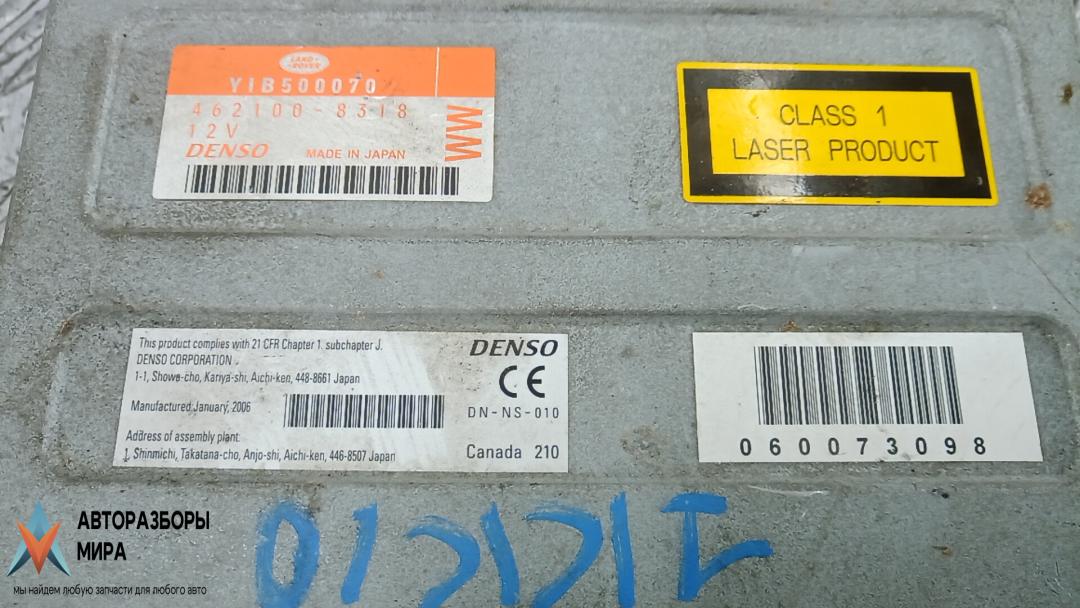 LAND-
ROVER
YIB500070
462100-8318
12V
DENSO MADE IN JAPAN
MM
CLASS 1
LASER PRODUCT
This product complies with 21 CFR Chapter 1. subchapter J.
DENSO CORPORATION
1-1, Showa-cho, Kariya-shi, Aichi-ken, 448-8661 Japan
Manufactured:January, 2006
Address of assembly plant:
1, Shinmichi, Takatana-cho, Anjo-shi, Aichi-ken, 446-8507 Japan
DENSO
CE
DN-NS-010
Canada 210
060073098
АВТОРАЗБОРЫ
МИРА
мы найдем любую запчасти для любого авто